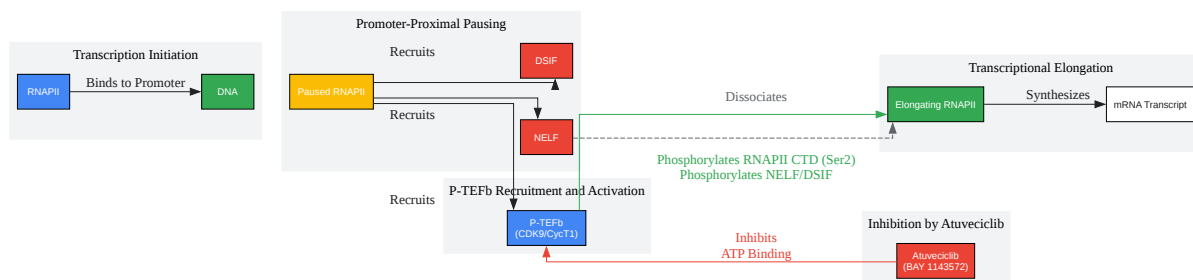 Transcription Initiation
RNAPII
Binds to Promoter
DNA
Promoter-Proximal Pausing
Recruits
DSIF
Paused RNAPII
Recruits
NELF
Dissociates
Transcriptional Elongation
Elongating RNAPII
Synthesizes
mRNA Transcript
Phosphorylates RNAPII CTD (Ser2)
Phosphorylates NELF/DSIF
Recruits
P-TEFb Recruitment and Activation
P-TEFb
(CDK9/CycT1)
Inhibits
ATP Binding
Inhibition by Atuveciclib
Atuveciclib
(BAY 1143572)